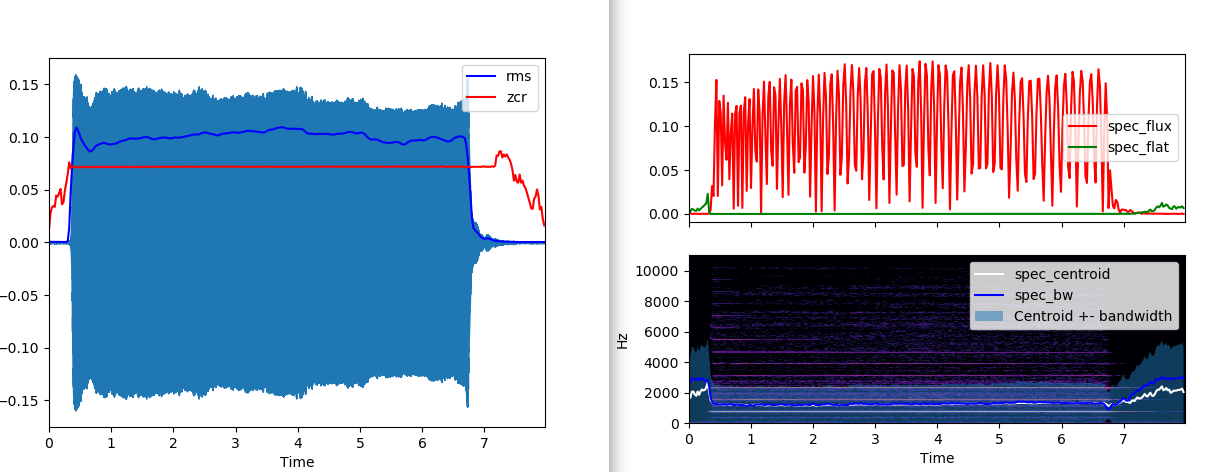 0.15
0.10
0.05
0.00
0.05
0.10
0.15
rms
zcr
0 1 2 3 4 5 6 7
Time
0.15
0.10
0.05
0.00
spec_flux
spec_flat
10000
8000
6000
4000
2000
0
Hz
spec_centroid
spec_bw
Centroid +- bandwidth
0 1 2 3 4 5 6 7
Time